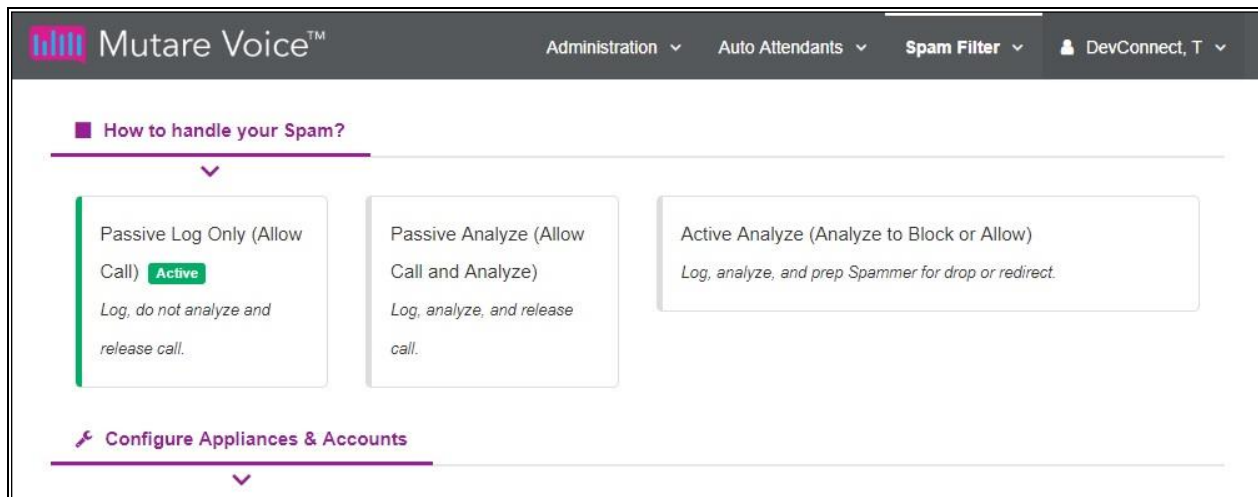 Mutare Voice™
Administration
Auto Attendants
Spam Filter
DevConnect, T
How to handle your Spam?
Passive Log Only (Allow
Call) Active
Log, do not analyze and
release call.
Passive Analyze (Allow
Call and Analyze)
Log, analyze, and release
call.
Active Analyze (Analyze to Block or Allow)
Log, analyze, and prep Spammer for drop or redirect.
Configure Appliances & Accounts